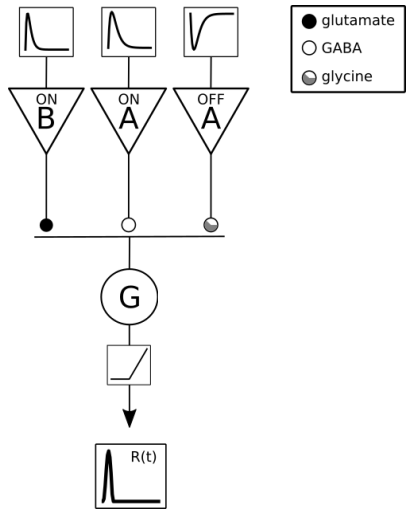 glutamate
GABA
glycine
ON
B
ON
A
OFF
A
G
R(t)